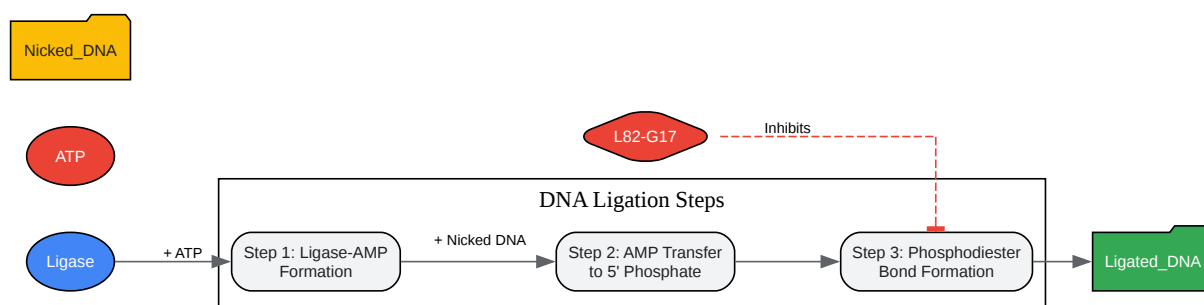 Nicked_DNA
ATP
L82-G17
Inhibits
DNA Ligation Steps
Ligase
+ ATP
Step 1: Ligase-AMP
Formation
+ Nicked DNA
Step 2: AMP Transfer
to 5' Phosphate
Step 3: Phosphodiester
Bond Formation
Ligated_DNA